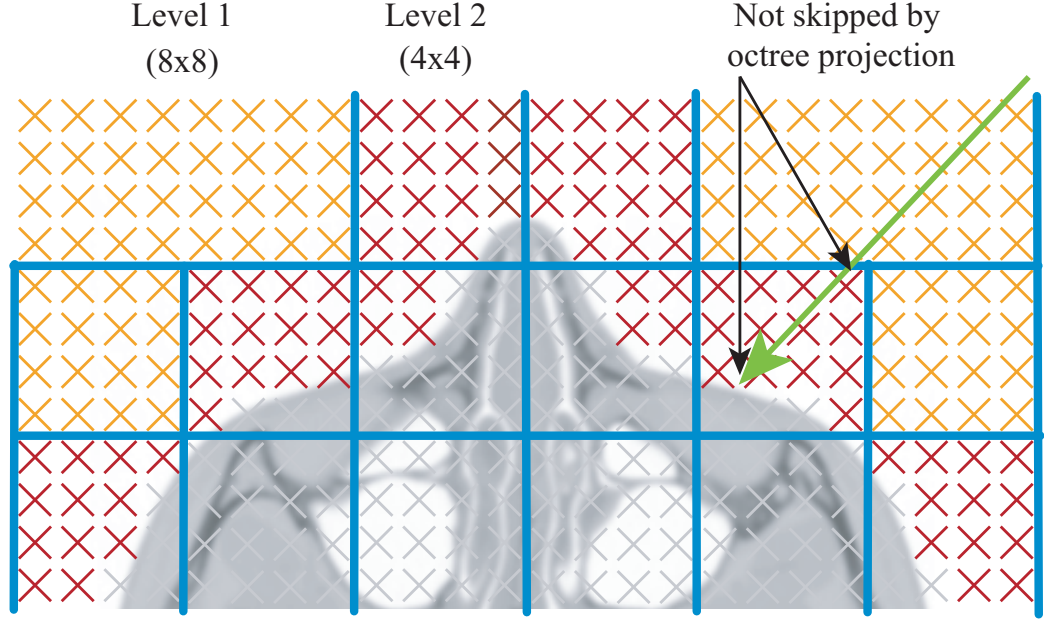 Level 1
(8x8)
Level 2
(4x4)
Not skipped by
octree projection